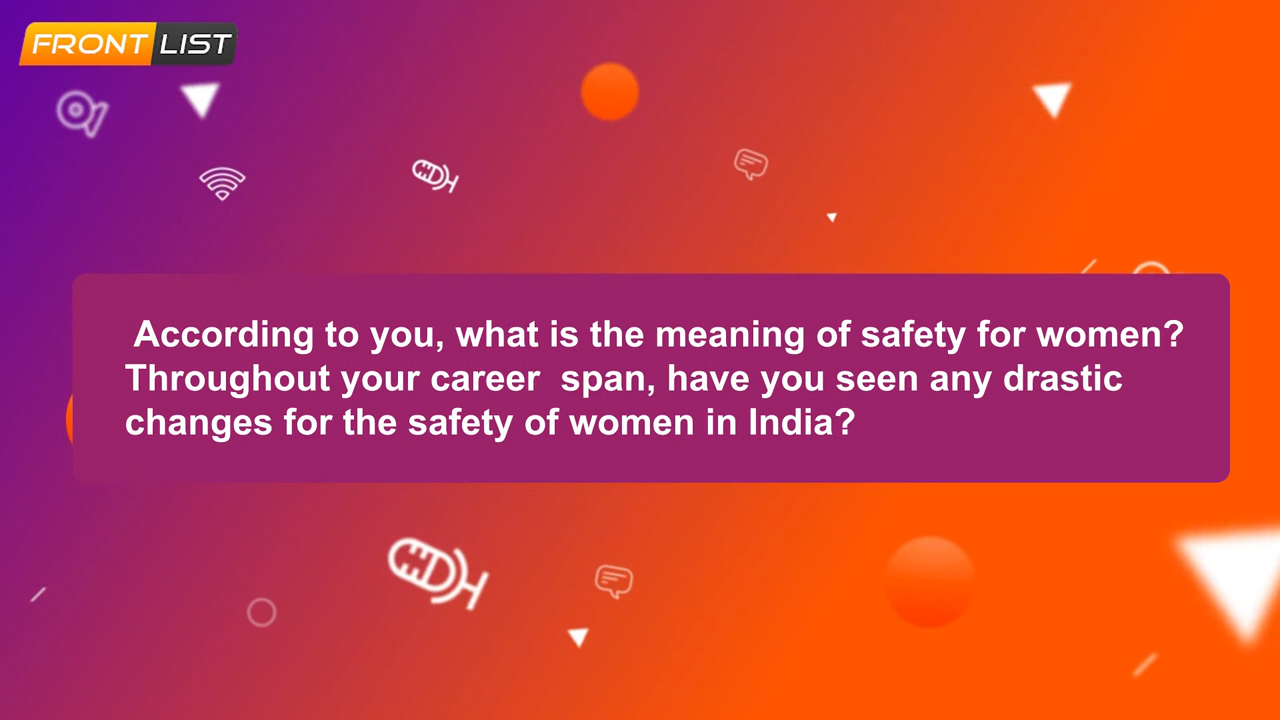 FRONT LIST
According to you, what is the meaning of safety for women?
Throughout your career  span, have you seen any drastic
changes for the safety of women in India?